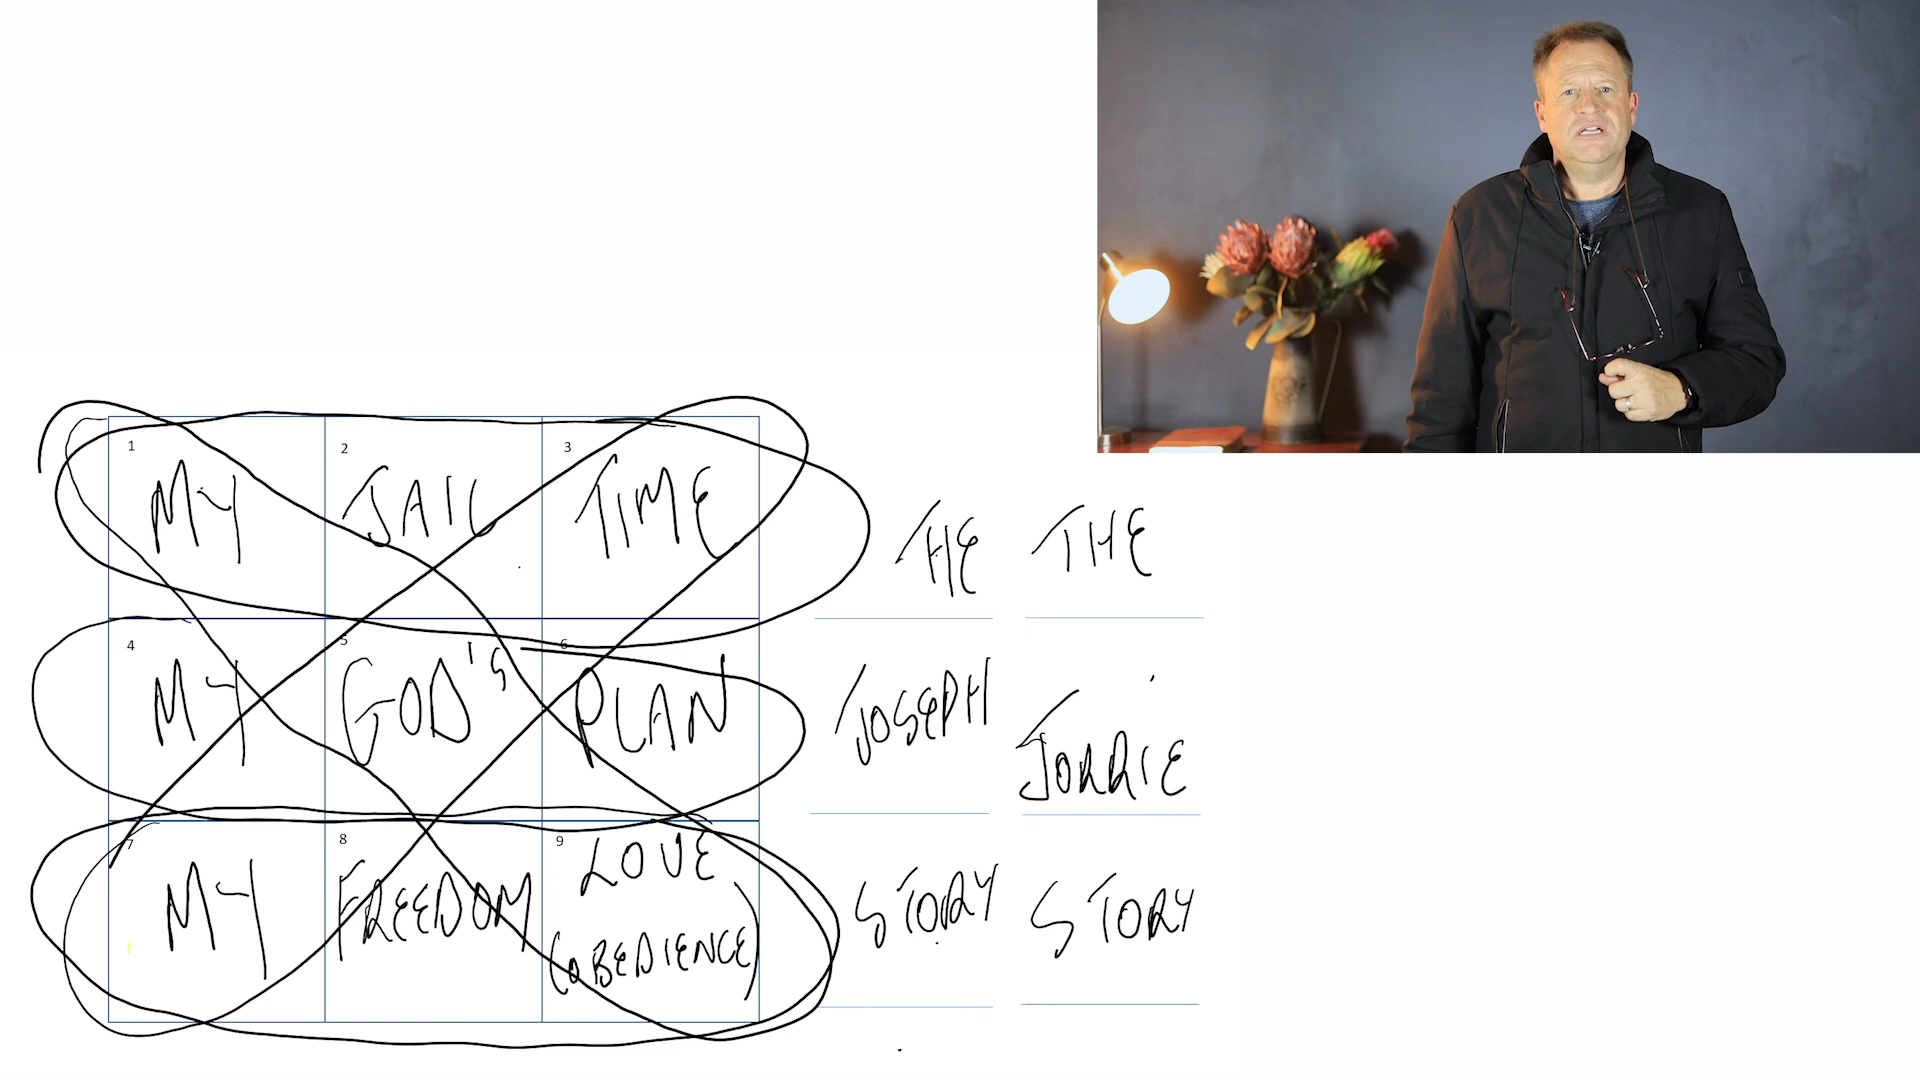 1 2 3
MY JAIL TIME
THE THE
4 5 6
MY GOD'S PLAN
JOSEPH JORRIE
7 8 9
MY FREEDOM LOVE
(OBEDIENCE)
STORY STORY